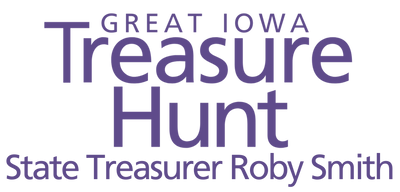 GREAT IOWA
Treasure
Hunt
State Treasurer Roby Smith